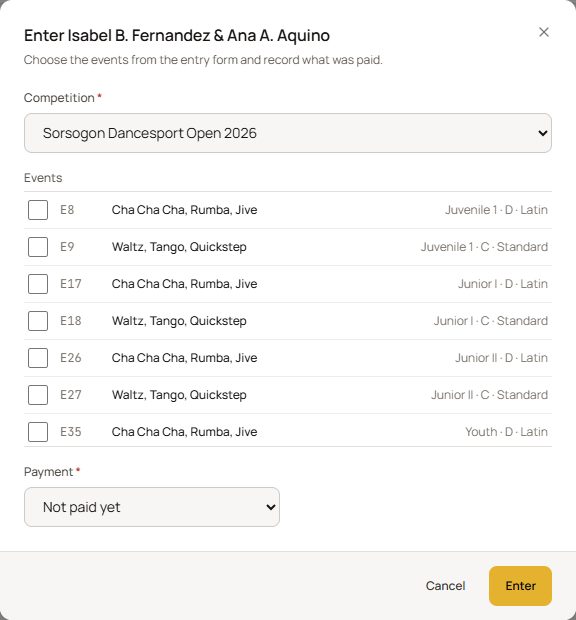 Enter Isabel B. Fernandez & Ana A. Aquino
Choose the events from the entry form and record what was paid.
Competition *
Sorsogon Dancesport Open 2026
Events
E8 Cha Cha Cha, Rumba, Jive Juvenile 1 · D · Latin
E9 Waltz, Tango, Quickstep Juvenile 1 · C · Standard
E17 Cha Cha Cha, Rumba, Jive Junior I · D · Latin
E18 Waltz, Tango, Quickstep Junior I · C · Standard
E26 Cha Cha Cha, Rumba, Jive Junior II · D · Latin
E27 Waltz, Tango, Quickstep Junior II · C · Standard
E35 Cha Cha Cha, Rumba, Jive Youth · D · Latin
Payment *
Not paid yet
Cancel Enter